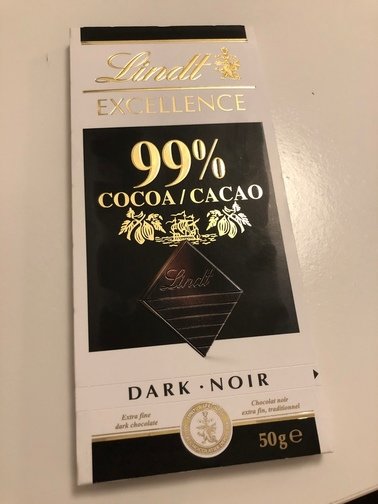 Lindt
EXCELLENCE
99%
COCOA / CACAO
Lindt
DARK · NOIR
Extra fine
dark chocolate
Chocolat noir
extra fin, traditionnel
50g e